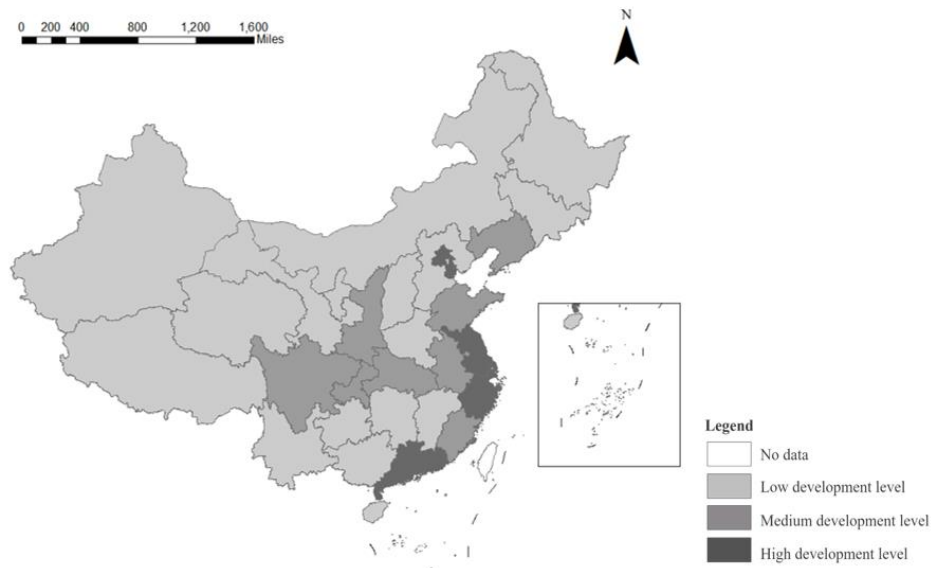 0 200 400 800 1,200 1,600
Miles
N
Legend
No data
Low development level
Medium development level
High development level